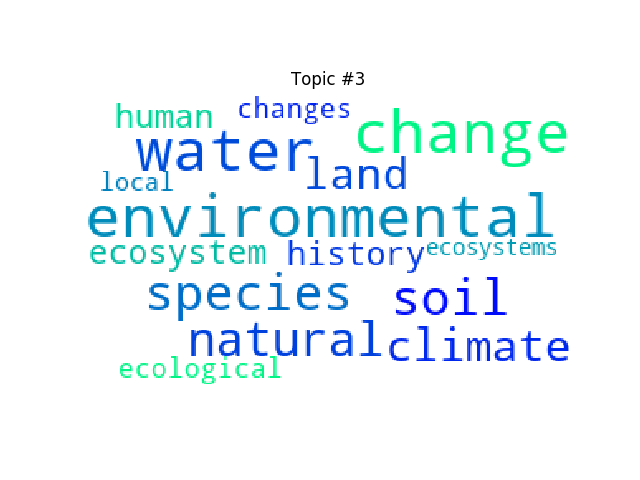 Topic #3
human changes change
water land
local
environmental
ecosystem history ecosystems
species soil
natural climate
ecological